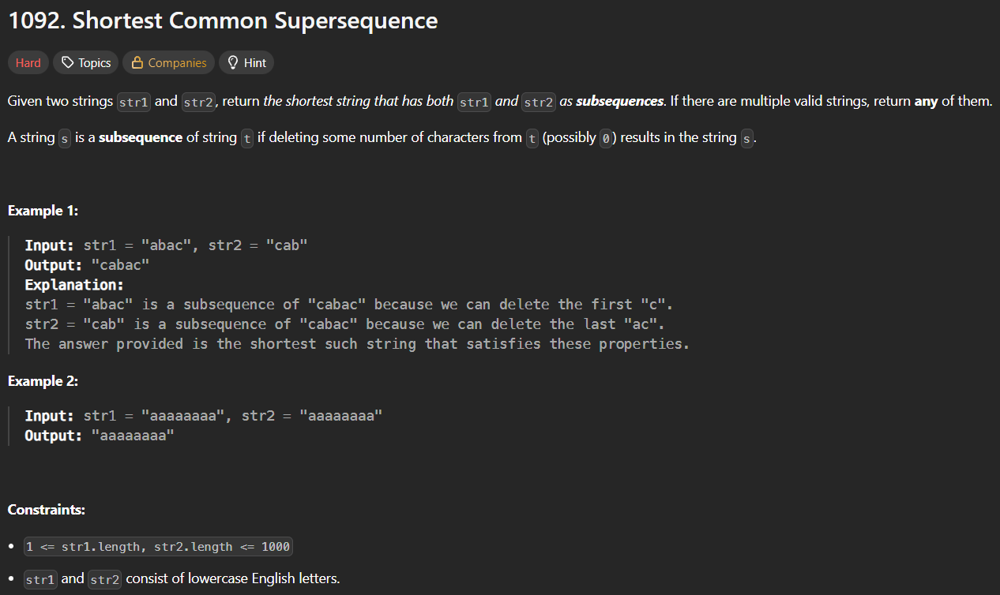 1092. Shortest Common Supersequence
Hard Topics Companies Hint
Given two strings str1 and str2, return the shortest string that has both str1 and str2 as subsequences. If there are multiple valid strings, return any of them.
A string s is a subsequence of string t if deleting some number of characters from t (possibly 0) results in the string s.
Example 1:
Input: str1 = "abac", str2 = "cab"
Output: "cabac"
Explanation:
str1 = "abac" is a subsequence of "cabac" because we can delete the first "c".
str2 = "cab" is a subsequence of "cabac" because we can delete the last "ac".
The answer provided is the shortest such string that satisfies these properties.
Example 2:
Input: str1 = "aaaaaaaa", str2 = "aaaaaaaa"
Output: "aaaaaaaa"
Constraints:
• 1 <= str1.length, str2.length <= 1000
• str1 and str2 consist of lowercase English letters.